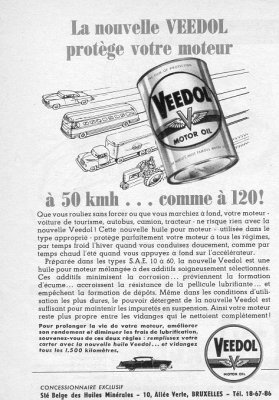 La nouvelle VEEDOL
protège votre moteur
VEEDOL
MOTOR OIL
à 50 kmh . . . comme à 120!
Que vous rouliez sans forcer ou que vous marchiez à fond, votre moteur -
voiture de tourisme, autobus, camion, tracteur - ne risque rien avec la
nouvelle Veedol ! Cette nouvelle huile pour moteur - utilisée dans le
type approprié - protège parfaitement votre moteur à tous les régimes,
par temps froid l'hiver quand vous conduisez doucement, comme par
temps chaud l'été quand vous appuyez à fond sur l'accélérateur.
Préparée dans les types S.A.E. 10 à 60, la nouvelle Veedol est une
huile pour moteur mélangée à des additifs soigneusement sélectionnés.
Ces additifs minimisent la corrosion... préviennent la formation
d'écume... accroissent la résistance de la pellicule lubrifiante... et
empêchent la formation de dépôts. Même dans les conditions d'utili-
sation les plus dures, le pouvoir détergent de la nouvelle Veedol est
suffisant pour maintenir les impuretés en suspension. Ainsi votre moteur
reste plus propre entre les vidanges qui le nettoient complètement!
Pour prolonger la vie de votre moteur, améliorer
son rendement et diminuer les frais de lubrification,
souvenez-vous de ces deux règles : remplissez votre
carter avec la nouvelle huile Veedol... et vidangez
tous les 1.500 kilomètres.
VEEDOL
MOTOR OIL
CONCESSIONNAIRE EXCLUSIF
Sté Belge des Huiles Minérales - 10, Allée Verte, BRUXELLES - Tél. 18-67-86